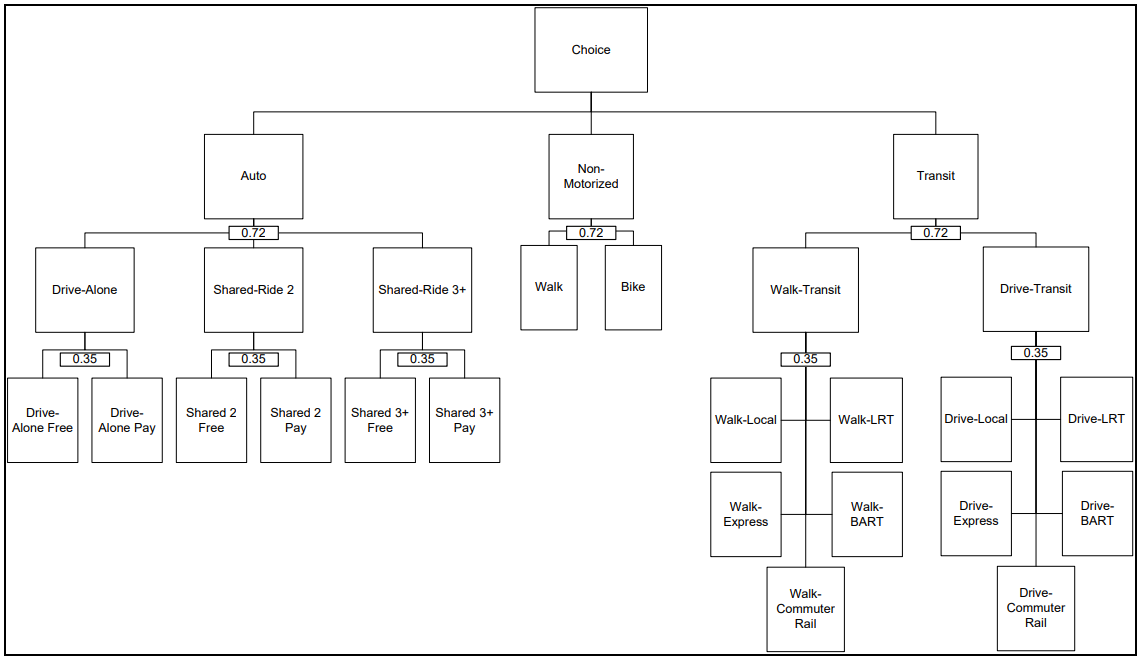 Choice
Auto
Non-
Motorized
Transit
0.72
0.72
0.72
Drive-Alone
Shared-Ride 2
Shared-Ride 3+
Walk
Bike
Walk-Transit
Drive-Transit
0.35
0.35
0.35
0.35
0.35
Drive-
Alone Free
Drive-
Alone Pay
Shared 2
Free
Shared 2
Pay
Shared 3+
Free
Shared 3+
Pay
Walk-Local
Walk-LRT
Drive-Local
Drive-LRT
Walk-
Express
Walk-
BART
Drive-
Express
Drive-
BART
Walk-
Commuter
Rail
Drive-
Commuter
Rail